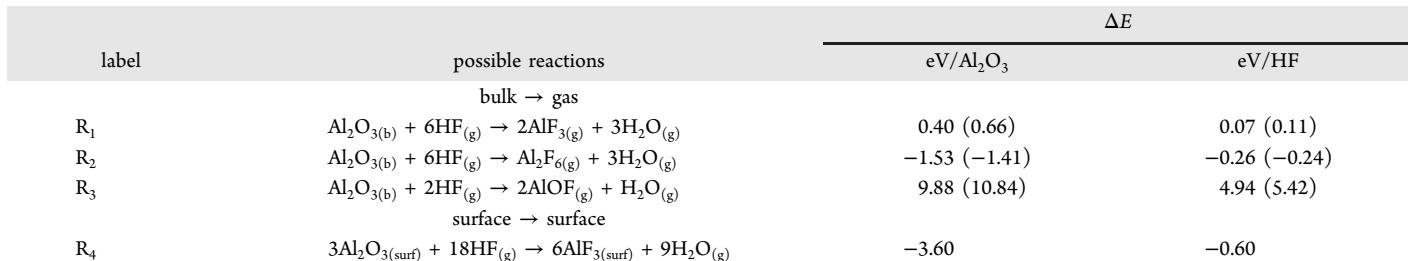 ΔE
label possible reactions eV/Al₂O₃ eV/HF
bulk → gas
R₁ Al₂O₃₍b₎ + 6HF₍g₎ → 2AlF₃₍g₎ + 3H₂O₍g₎ 0.40 (0.66) 0.07 (0.11)
R₂ Al₂O₃₍b₎ + 6HF₍g₎ → Al₂F₆₍g₎ + 3H₂O₍g₎ −1.53 (−1.41) −0.26 (−0.24)
R₃ Al₂O₃₍b₎ + 2HF₍g₎ → 2AlOF₍g₎ + H₂O₍g₎ 9.88 (10.84) 4.94 (5.42)
surface → surface
R₄ 3Al₂O₃₍surf₎ + 18HF₍g₎ → 6AlF₃₍surf₎ + 9H₂O₍g₎ −3.60 −0.60